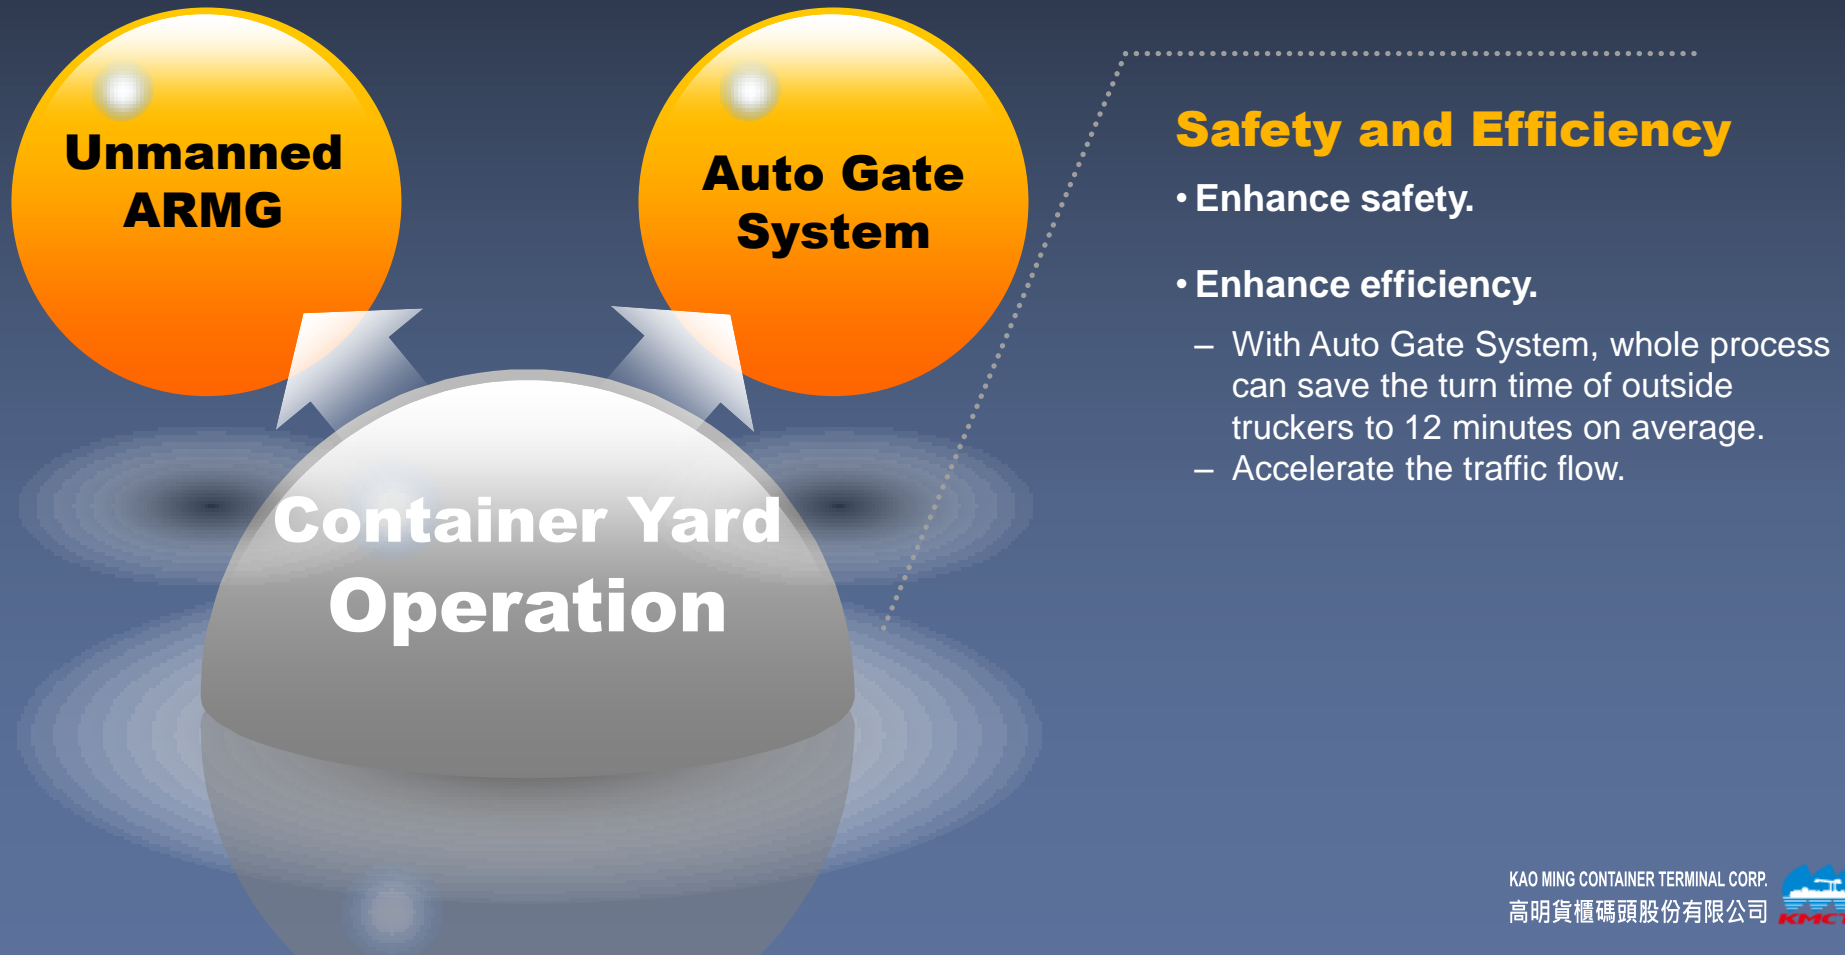 Unmanned
ARMG
Auto Gate
System
Container Yard
Operation
Safety and Efficiency
• Enhance safety.
• Enhance efficiency.
– With Auto Gate System, whole process
can save the turn time of outside
truckers to 12 minutes on average.
– Accelerate the traffic flow.
KAO MING CONTAINER TERMINAL CORP.
高明貨櫃碼頭股份有限公司